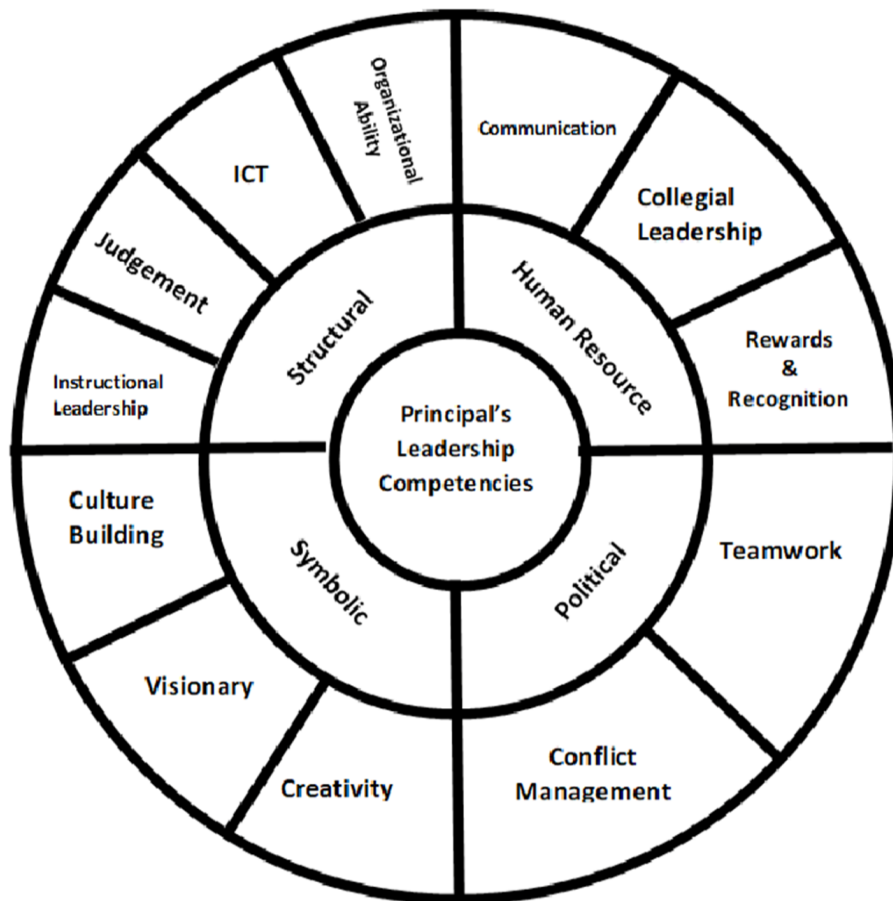 Organizational
Ability
Communication
ICT
Collegial
Leadership
Judgement
Structural
Human Resource
Rewards
&
Recognition
Instructional
Leadership
Principal's
Leadership
Competencies
Culture
Building
Symbolic
Political
Teamwork
Visionary
Creativity
Conflict
Management